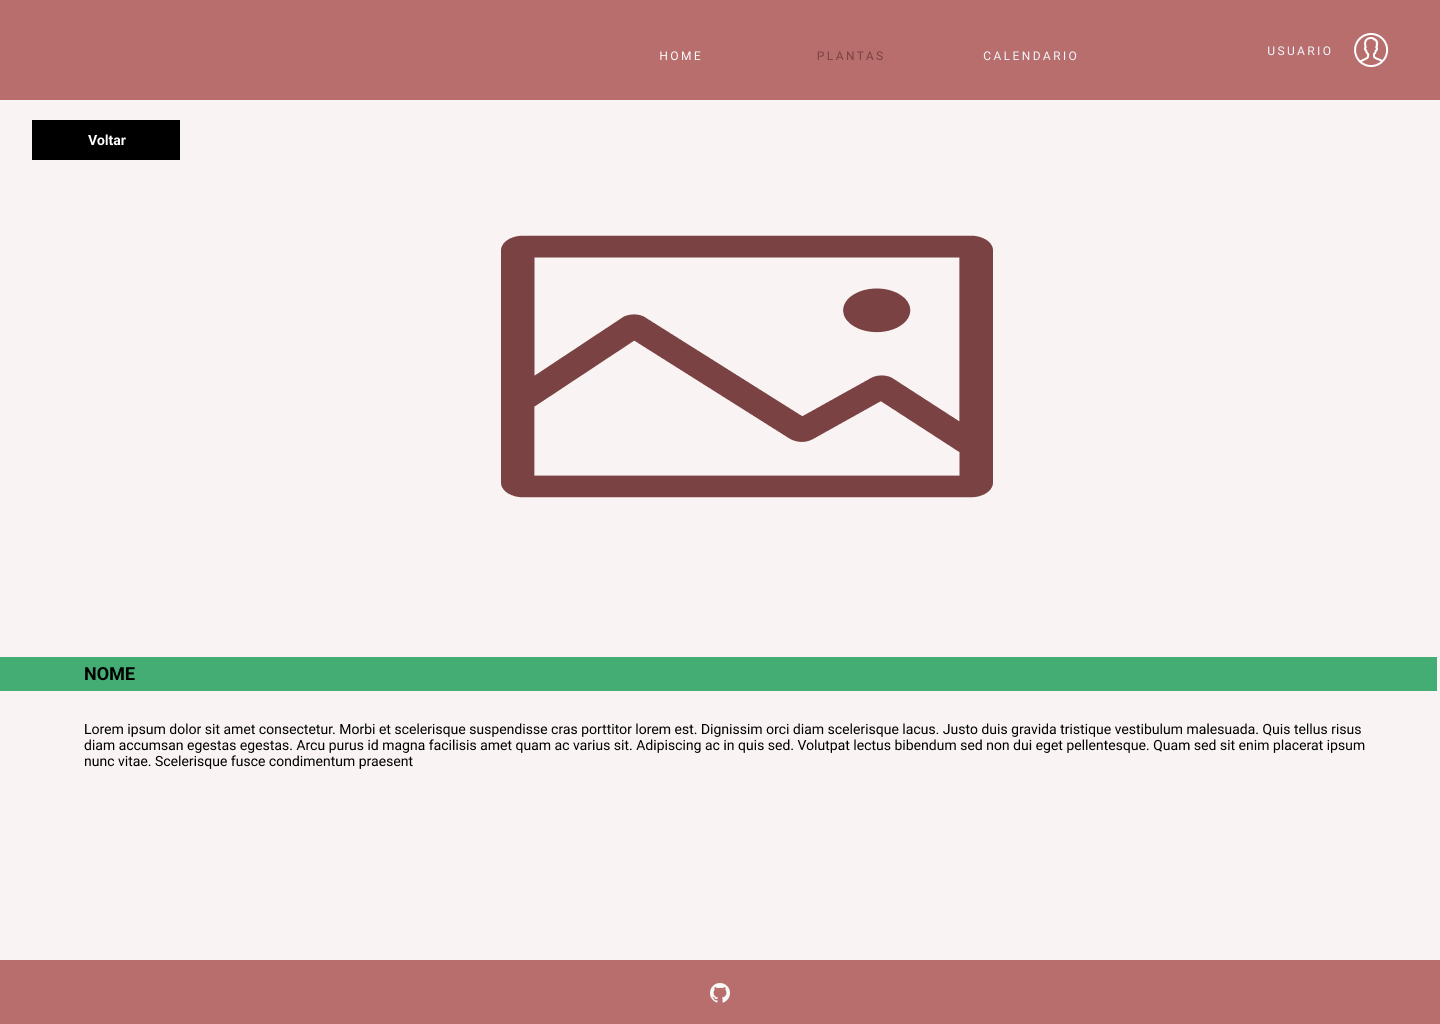 HOME
PLANTAS
CALENDARIO
USUARIO
Voltar
NOME
Lorem ipsum dolor sit amet consectetur. Morbi et scelerisque suspendisse cras porttitor lorem est. Dignissim orci diam scelerisque lacus. Justo duis gravida tristique vestibulum malesuada. Quis tellus risus
diam accumsan egestas egestas. Arcu purus id magna facilisis amet quam ac varius sit. Adipiscing ac in quis sed. Volutpat lectus bibendum sed non dui eget pellentesque. Quam sed sit enim placerat ipsum
nunc vitae. Scelerisque fusce condimentum praesent